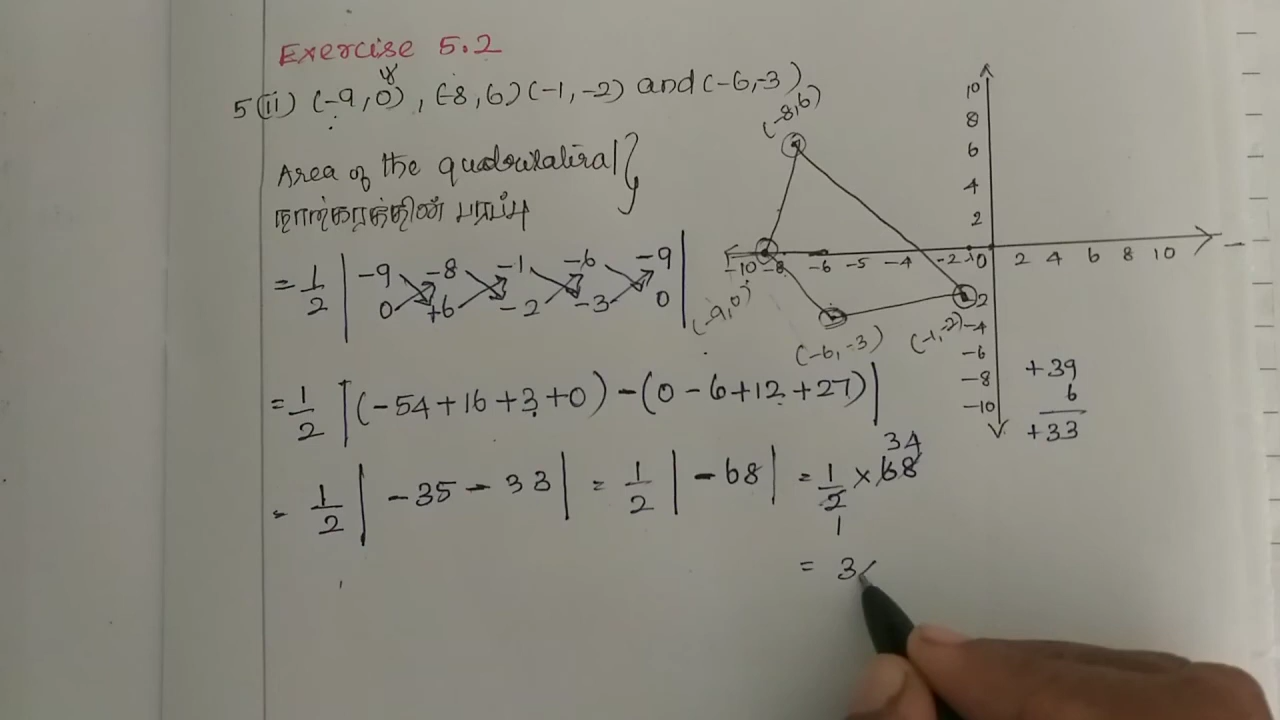 Exercise 5.2
5(ii) (-9,0), (-8,6) (-1,-2) and (-6,-3)
Area of the quadrilateral }
நாற்கரத்தின் பரப்பு
= 1/2 | -9 -8 -1 -6 -9 |
0 +6 -2 -3 0
= 1/2 |(-54+16+3+0)-(0-6+12+27)|
= 1/2 | -35 - 33 | = 1/2 | -68 | = 1/2 × 68
34
1
= 3
10
8
6
4
2
-10 -8 -6 -5 -4 -2 0 2 4 6 8 10
2
-4
-6
-8
-10
(-8,6)
(-9,0)
(-6,-3)
(-1,-2)
+39
6
+33